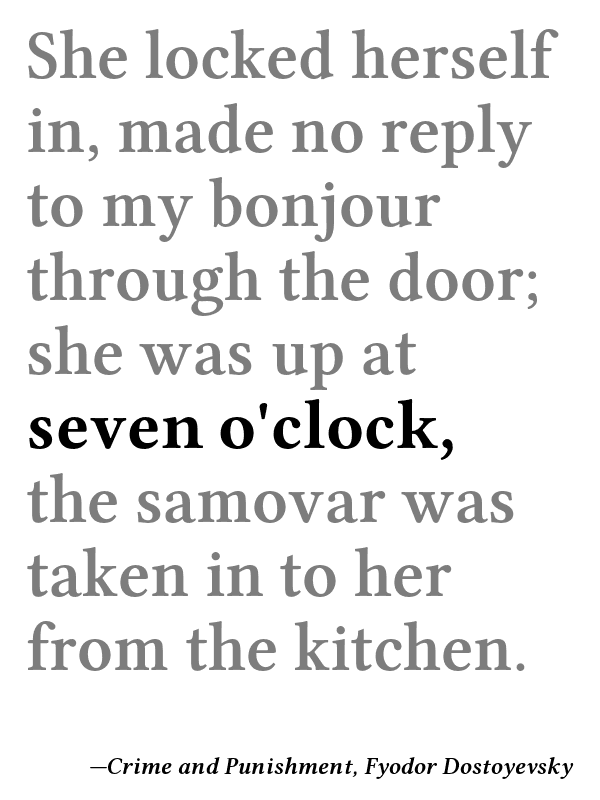 She locked herself
in, made no reply
to my bonjour
through the door;
she was up at
seven o'clock,
the samovar was
taken in to her
from the kitchen.
—Crime and Punishment, Fyodor Dostoyevsky